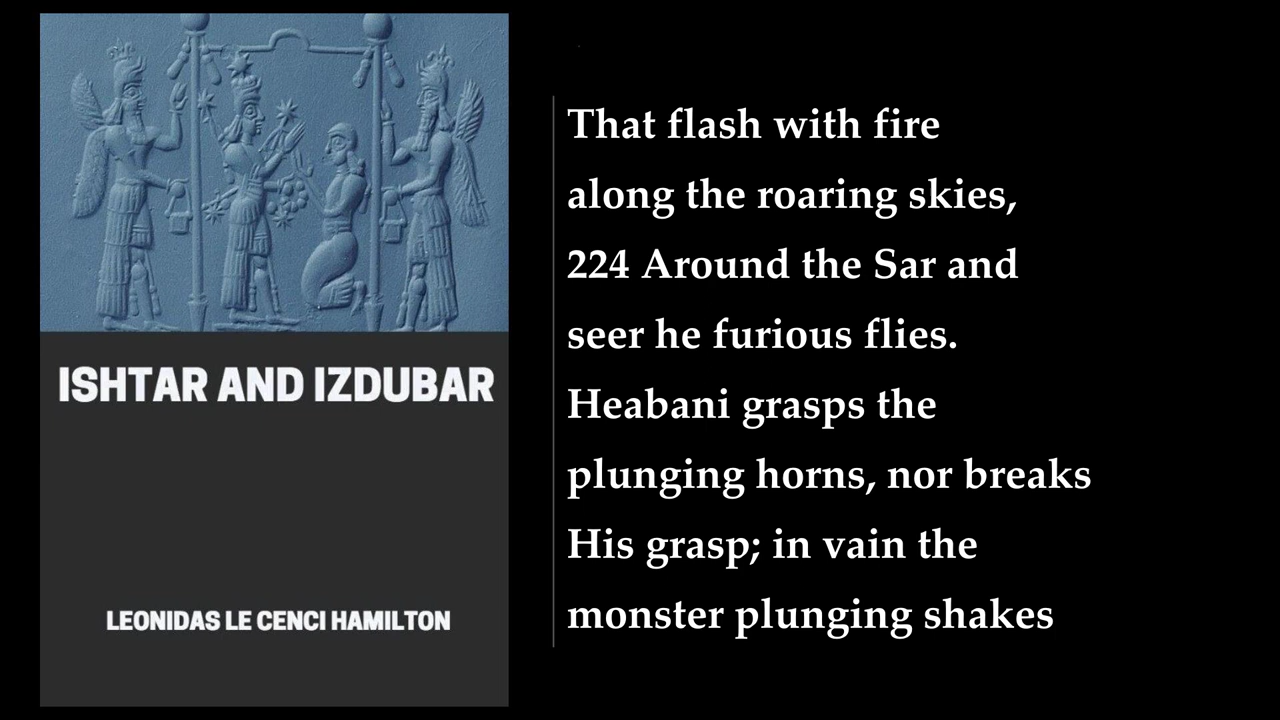 ISHTAR AND IZDUBAR
LEONIDAS LE CENCI HAMILTON
That flash with fire
along the roaring skies,
224 Around the Sar and
seer he furious flies.
Heabani grasps the
plunging horns, nor breaks
His grasp; in vain the
monster plunging shakes